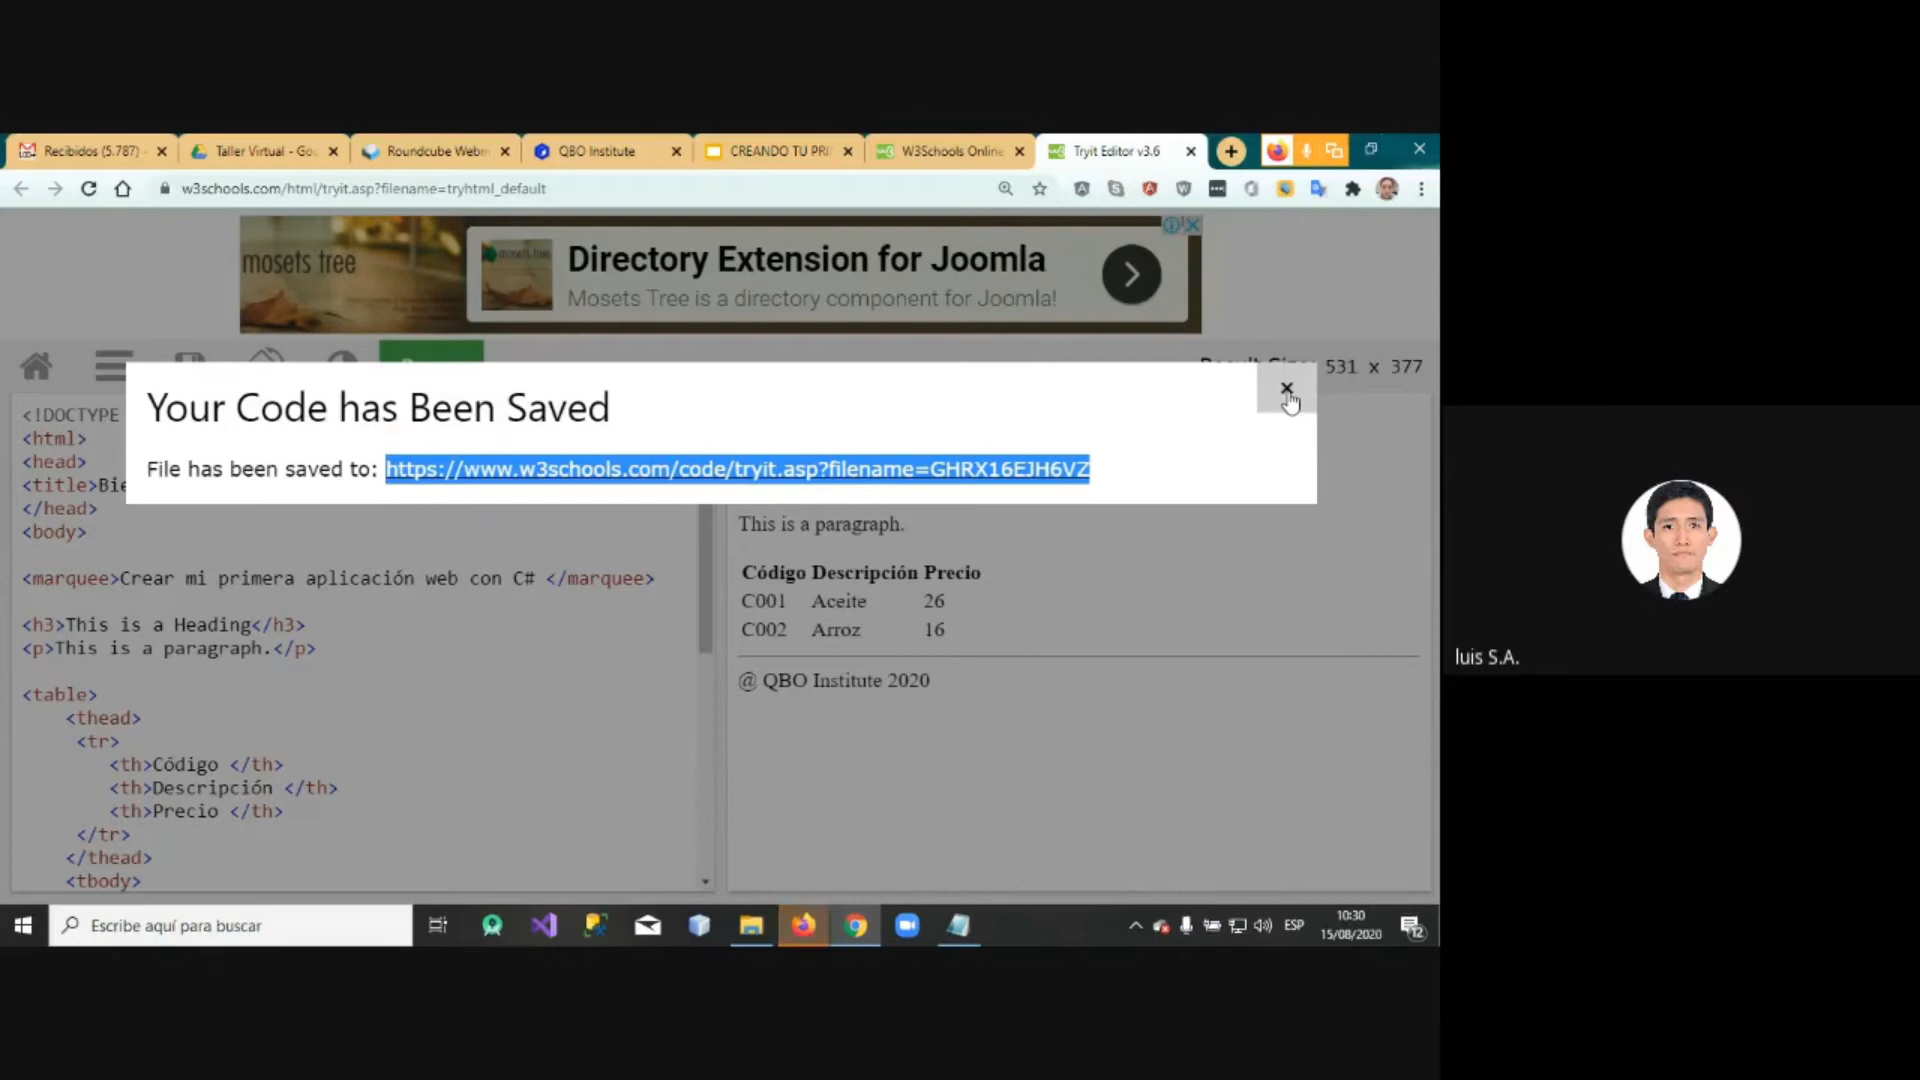 Recibidos (5.787)
Taller Virtual - Go
Roundcube Webm
QBO Institute
CREANDO TU PRI
W3Schools Online
Tryit Editor v3.6
w3schools.com/html/tryit.asp?filename=tryhtml_default
mosets tree
Directory Extension for Joomla
Mosets Tree is a directory component for Joomla!
531 x 377
Your Code has Been Saved
File has been saved to: https://www.w3schools.com/code/tryit.asp?filename=GHRX16EJH6VZ
<!DOCTYPE
<html>
<head>
<title>Bie
</head>
<body>
<marquee>Crear mi primera aplicación web con C# </marquee>
<h3>This is a Heading</h3>
<p>This is a paragraph.</p>
<table>
<thead>
<tr>
<th>Código </th>
<th>Descripción </th>
<th>Precio </th>
</tr>
</thead>
<tbody>
This is a paragraph.
Código Descripción Precio
C001 Aceite 26
C002 Arroz 16
@ QBO Institute 2020
luis S.A.
Escribe aquí para buscar
ESP
10:30
15/08/2020
12